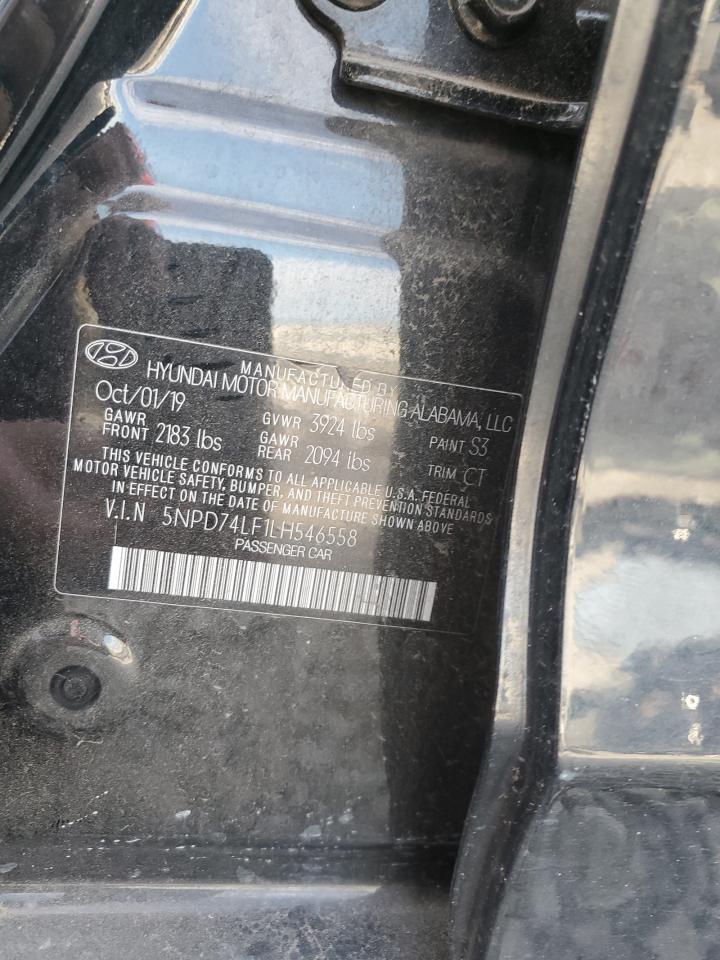 MANUFACTURED BY
HYUNDAI MOTOR MANUFACTURING ALABAMA, LLC
Oct/01/19 GVWR 3924 lbs PAINT S3
GAWR FRONT 2183 lbs GAWR REAR 2094 lbs TRIM CT
THIS VEHICLE CONFORMS TO ALL APPLICABLE U.S.A. FEDERAL
MOTOR VEHICLE SAFETY, BUMPER, AND THEFT PREVENTION STANDARDS
IN EFFECT ON THE DATE OF MANUFACTURE SHOWN ABOVE
V.I.N 5NPD74LF1LH546558
PASSENGER CAR